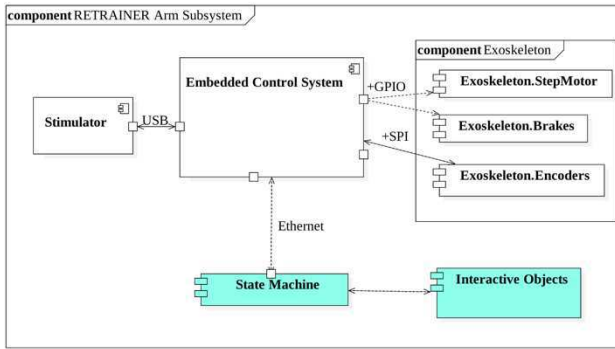 component RETRAINER Arm Subsystem
component Exoskeleton
Embedded Control System
+GPIO
Exoskeleton.StepMotor
Stimulator
USB
Exoskeleton.Brakes
+SPI
Exoskeleton.Encoders
Ethernet
State Machine
Interactive Objects